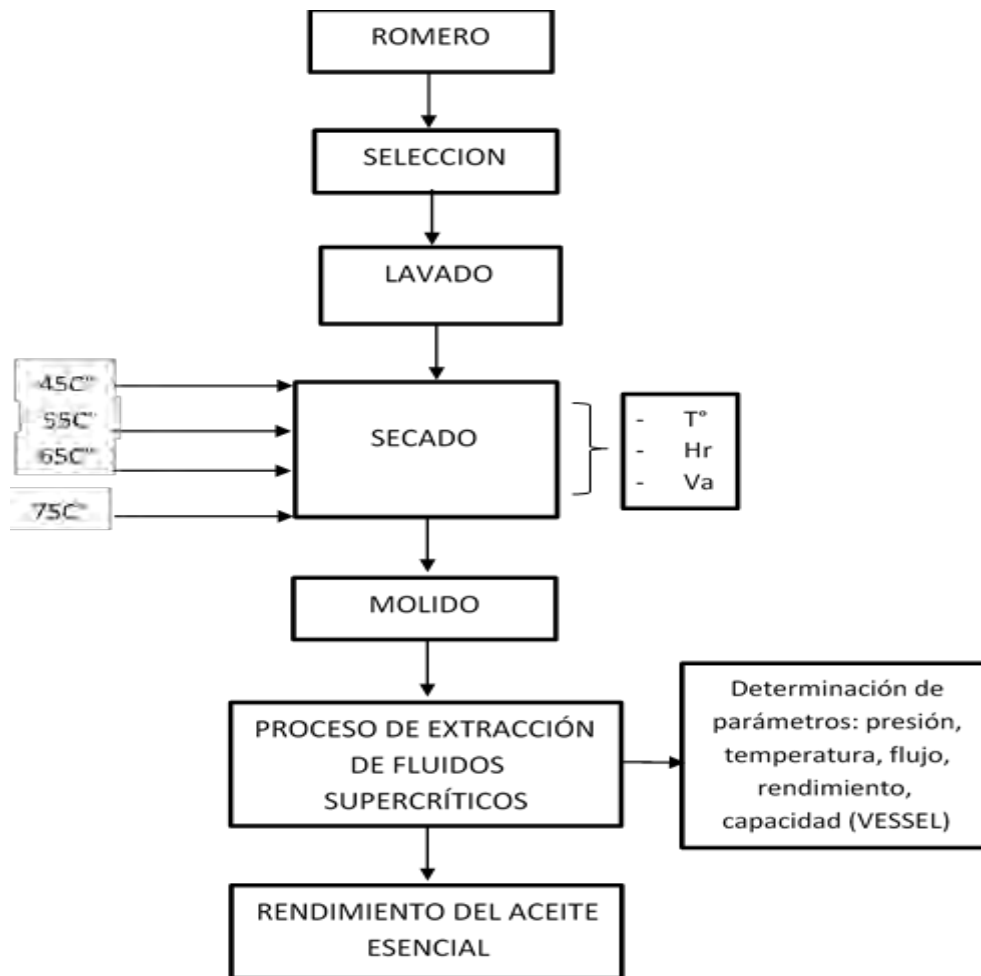 ROMERO
SELECCION
LAVADO
45C°
55C°
65C°
75C°
SECADO
- T°
- Hr
- Va
MOLIDO
PROCESO DE EXTRACCIÓN
DE FLUIDOS
SUPERCRÍTICOS
Determinación de
parámetros: presión,
temperatura, flujo,
rendimiento,
capacidad (VESSEL)
RENDIMIENTO DEL ACEITE
ESENCIAL